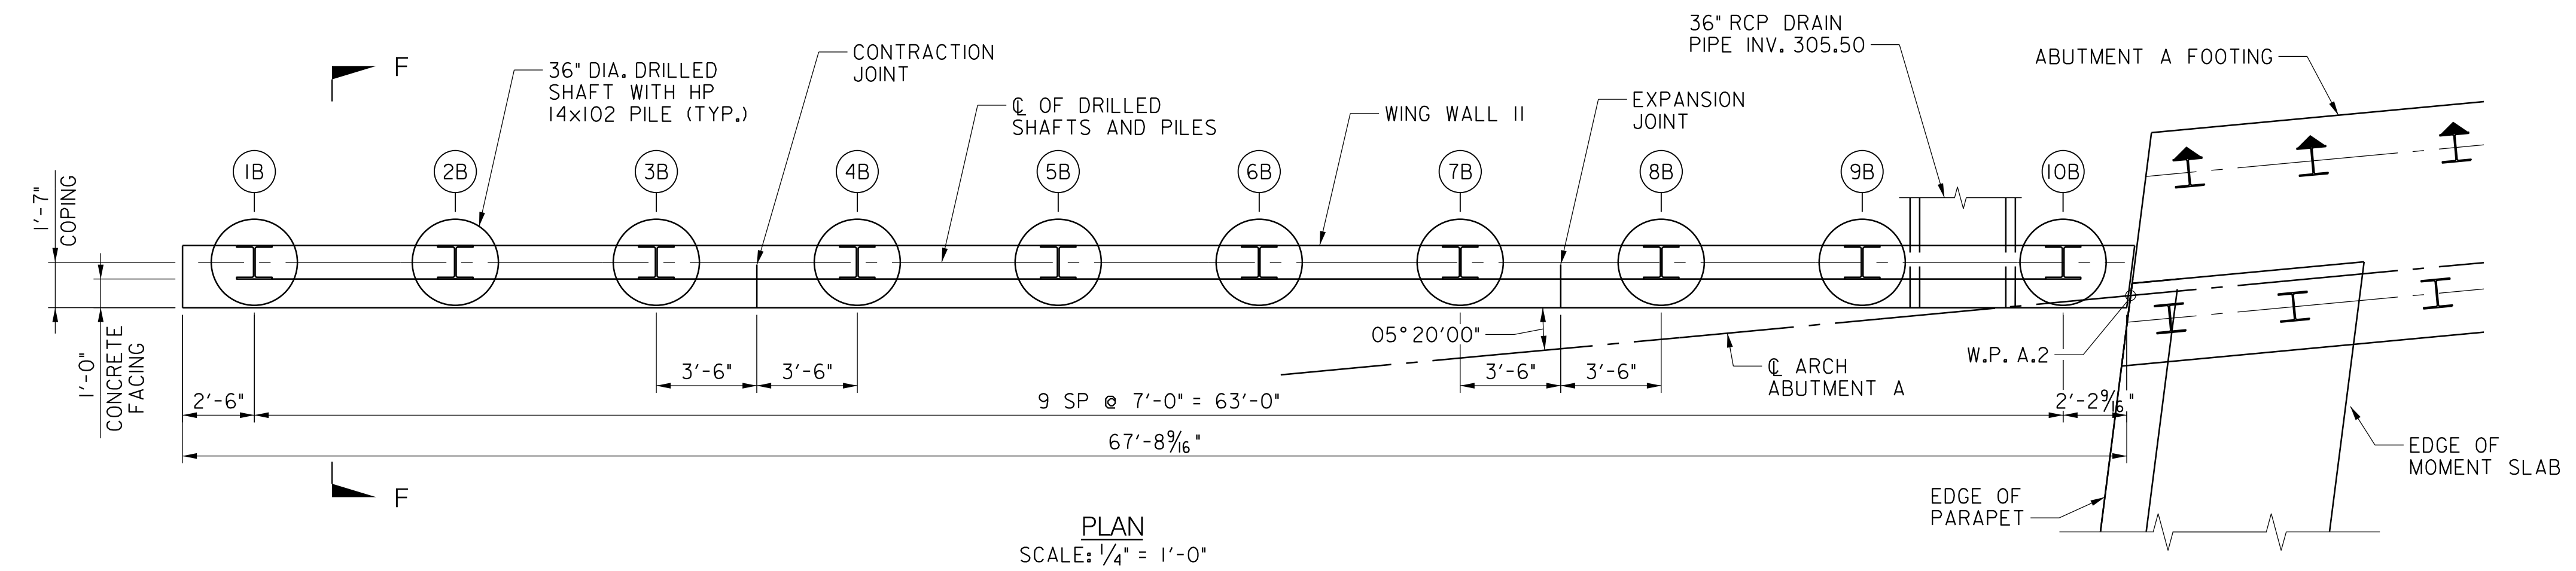 36" RCP DRAIN
PIPE INV. 305.50
ABUTMENT A FOOTING
F
CONTRACTION
JOINT
36" DIA. DRILLED
SHAFT WITH HP
14x102 PILE (TYP.)
℄ OF DRILLED
SHAFTS AND PILES
WING WALL II
EXPANSION
JOINT
1B 2B 3B 4B 5B 6B 7B 8B 9B 10B
1'-7"
COPING
1'-0"
CONCRETE
FACING
05°20'00"
W.P. A.2
℄ ARCH
ABUTMENT A
3'-6" 3'-6" 3'-6" 3'-6"
2'-6" 9 SP @ 7'-0" = 63'-0" 2'-2 9/16"
67'-8 9/16"
EDGE OF
MOMENT SLAB
EDGE OF
PARAPET
F
PLAN
SCALE: 1/4" = 1'-0"